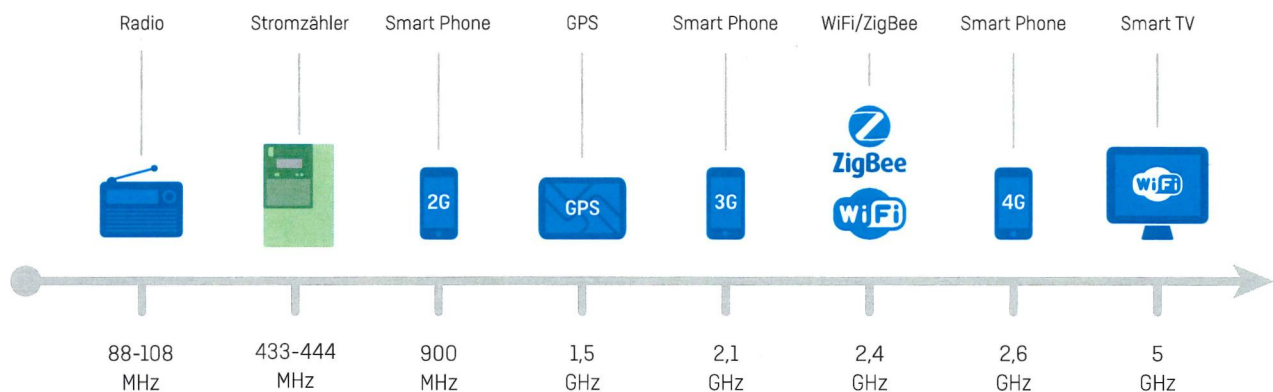 Radio
Stromzähler
Smart Phone
GPS
Smart Phone
WiFi/ZigBee
Smart Phone
Smart TV
2G
GPS
3G
ZigBee
WiFi
4G
WiFi
88-108
MHz
433-444
MHz
900
MHz
1,5
GHz
2,1
GHz
2,4
GHz
2,6
GHz
5
GHz